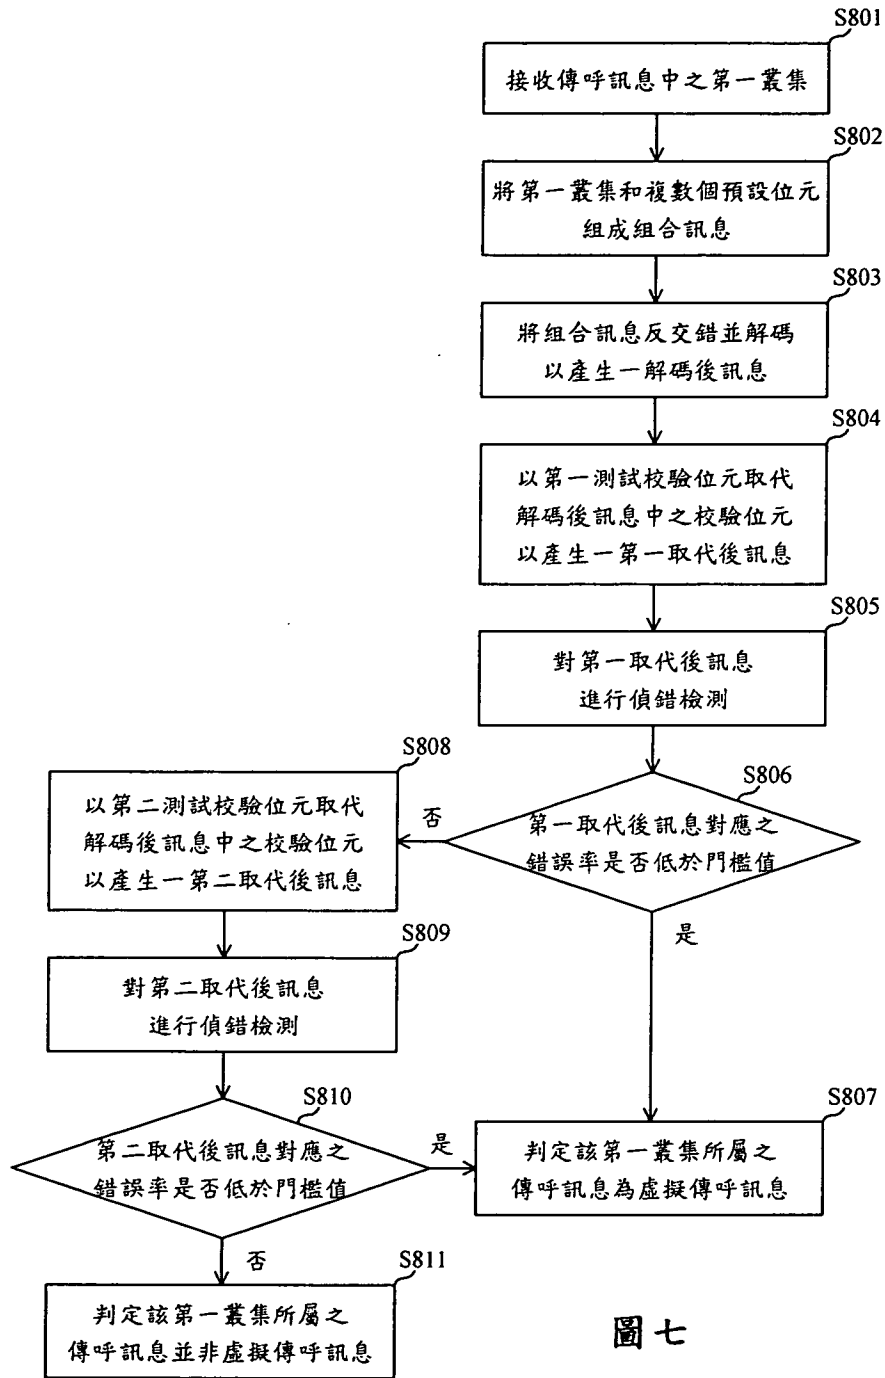 S801
接收傳呼訊息中之第一叢集
S802
將第一叢集和複數個預設位元
組成組合訊息
S803
將組合訊息反交錯並解碼
以產生一解碼後訊息
S804
以第一測試校驗位元取代
解碼後訊息中之校驗位元
以產生一第一取代後訊息
S805
對第一取代後訊息
進行偵錯檢測
S806
第一取代後訊息對應之
錯誤率是否低於門檻值
否
是
S808
以第二測試校驗位元取代
解碼後訊息中之校驗位元
以產生一第二取代後訊息
S809
對第二取代後訊息
進行偵錯檢測
S810
第二取代後訊息對應之
錯誤率是否低於門檻值
是
否
S807
判定該第一叢集所屬之
傳呼訊息為虛擬傳呼訊息
S811
判定該第一叢集所屬之
傳呼訊息並非虛擬傳呼訊息
圖七